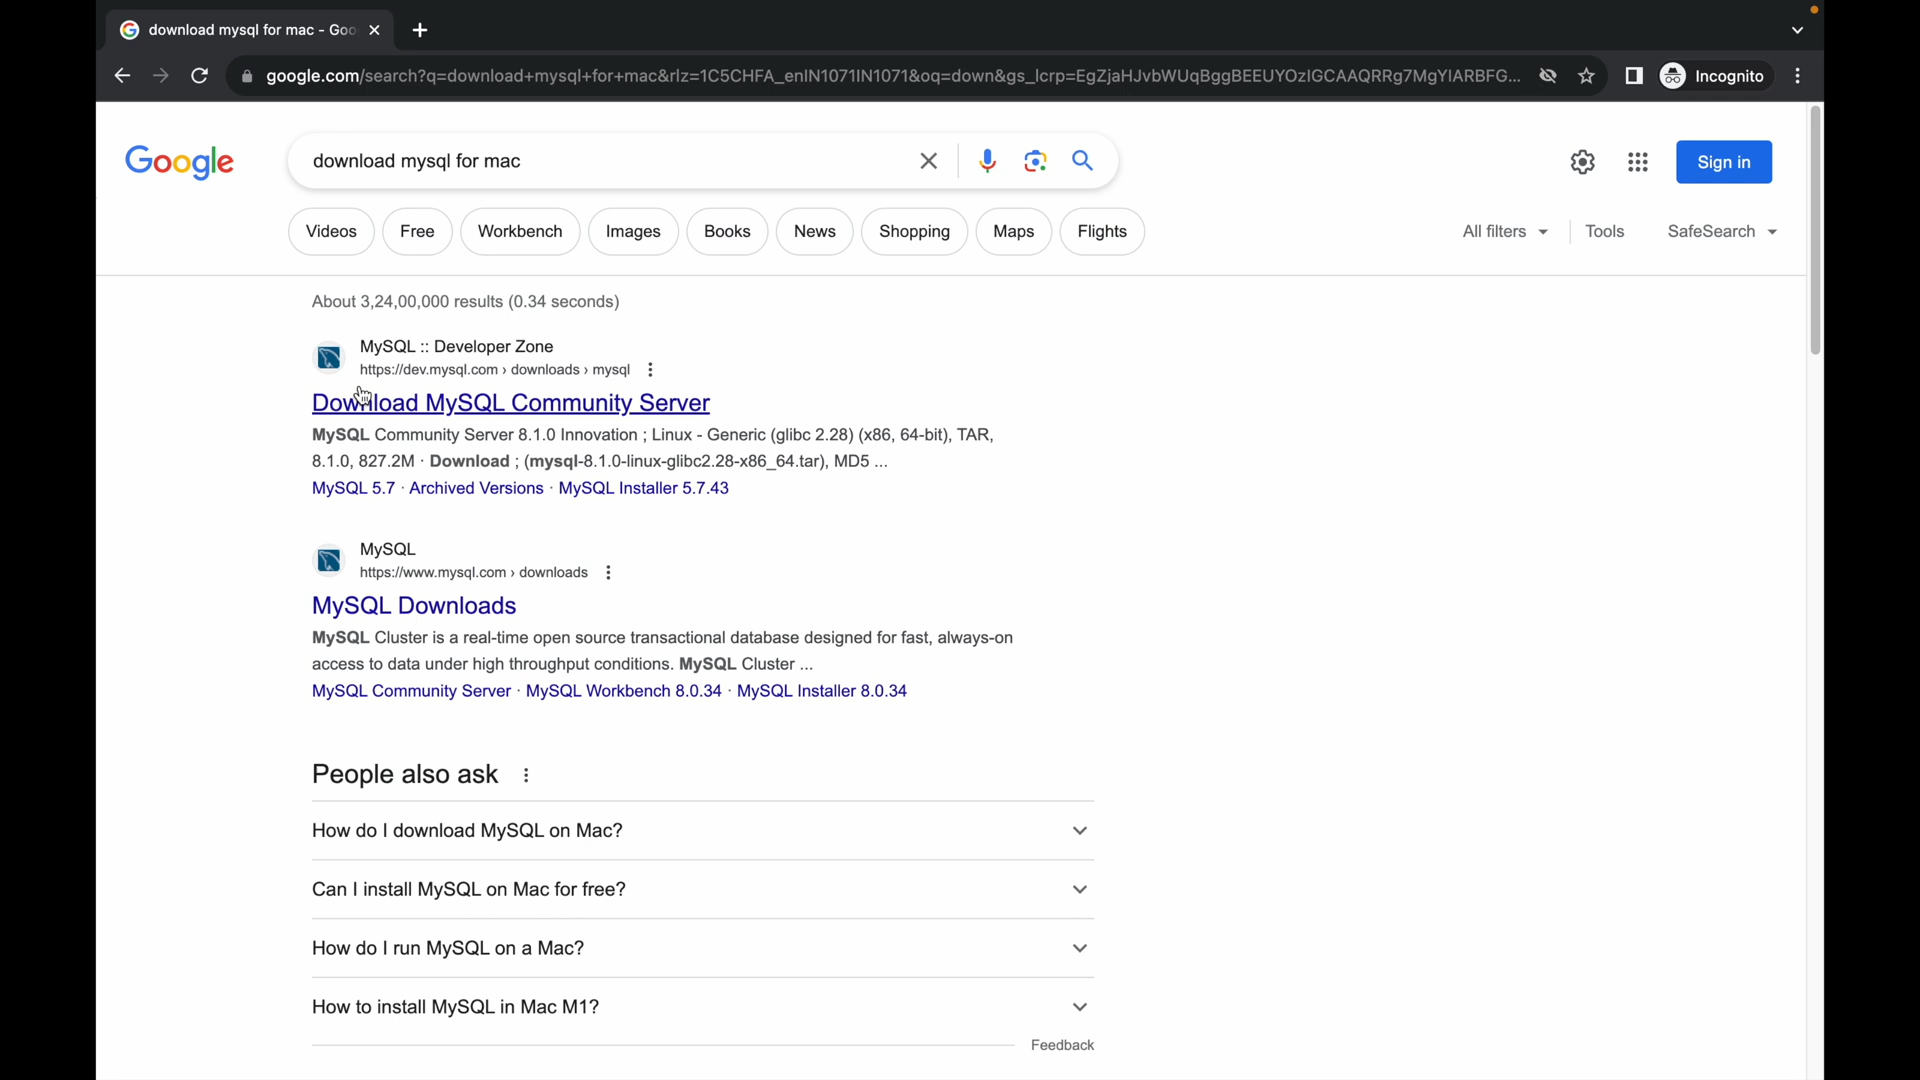 download mysql for mac - Goo
google.com/search?q=download+mysql+for+mac&rlz=1C5CHFA_enIN1071IN1071&oq=down&gs_lcrp=EgZjaHJvbWUqBggBEEUYOzIGCAAQRRg7MgYIARBFG...
Incognito
Google
download mysql for mac
Sign in
Videos
Free
Workbench
Images
Books
News
Shopping
Maps
Flights
All filters
Tools
SafeSearch
About 3,24,00,000 results (0.34 seconds)
MySQL :: Developer Zone
https://dev.mysql.com › downloads › mysql
Download MySQL Community Server
MySQL Community Server 8.1.0 Innovation ; Linux - Generic (glibc 2.28) (x86, 64-bit), TAR,
8.1.0, 827.2M · Download ; (mysql-8.1.0-linux-glibc2.28-x86_64.tar), MD5 ...
MySQL 5.7 · Archived Versions · MySQL Installer 5.7.43
MySQL
https://www.mysql.com › downloads
MySQL Downloads
MySQL Cluster is a real-time open source transactional database designed for fast, always-on
access to data under high throughput conditions. MySQL Cluster ...
MySQL Community Server · MySQL Workbench 8.0.34 · MySQL Installer 8.0.34
People also ask
How do I download MySQL on Mac?
Can I install MySQL on Mac for free?
How do I run MySQL on a Mac?
How to install MySQL in Mac M1?
Feedback